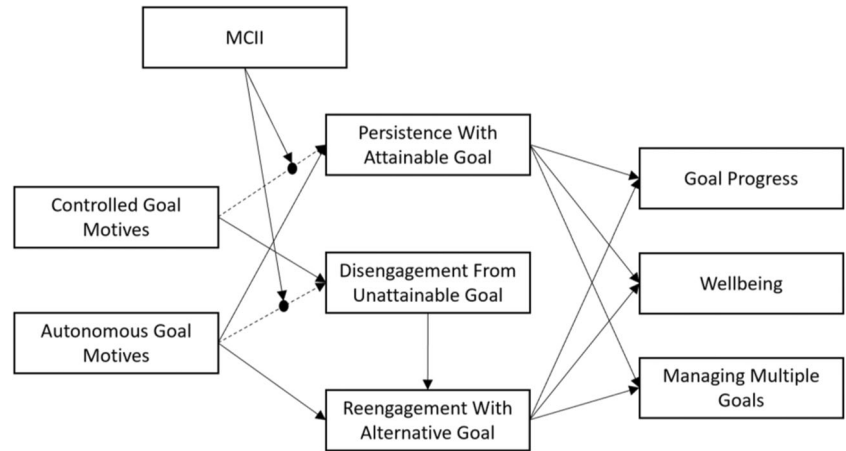 MCII
Persistence With
Attainable Goal
Goal Progress
Controlled Goal
Motives
Disengagement From
Unattainable Goal
Wellbeing
Autonomous Goal
Motives
Managing Multiple
Goals
Reengagement With
Alternative Goal